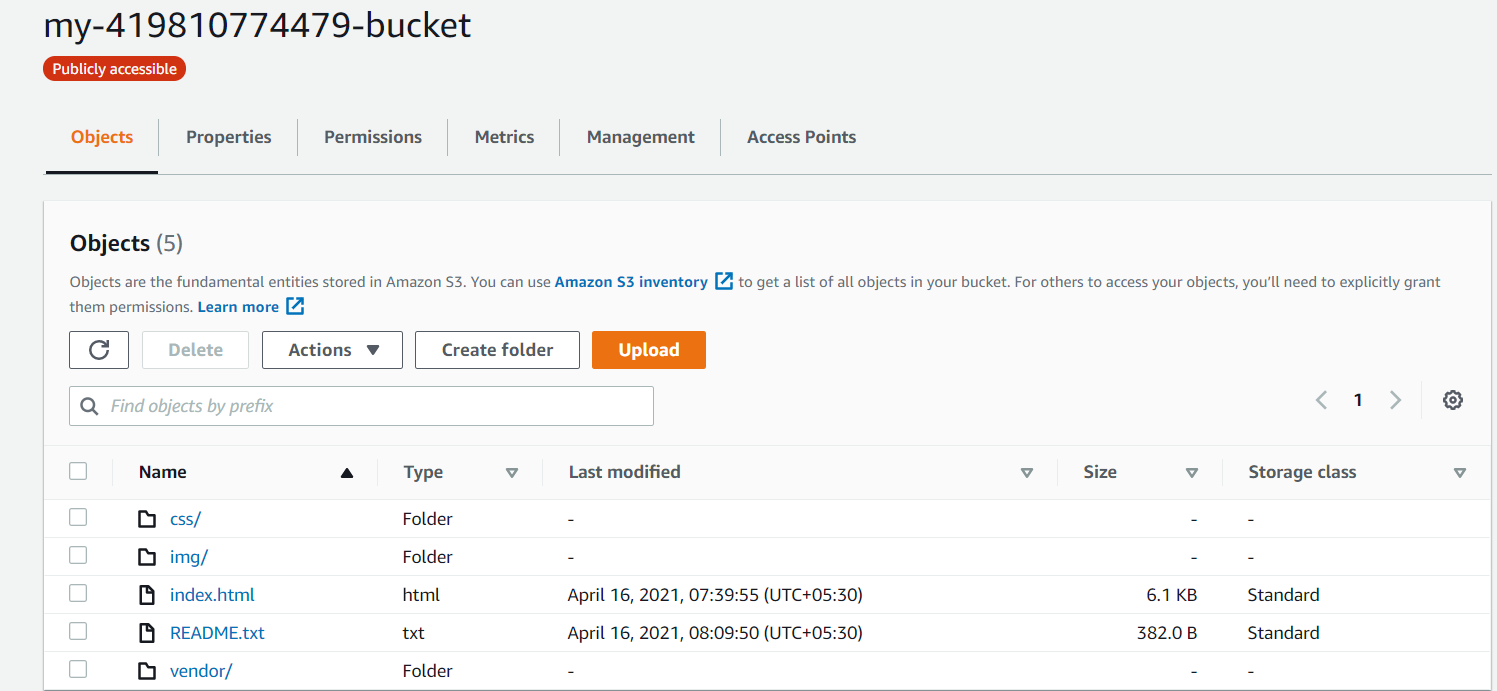 my-419810774479-bucket
Publicly accessible
Objects Properties Permissions Metrics Management Access Points
Objects (5)
Objects are the fundamental entities stored in Amazon S3. You can use Amazon S3 inventory to get a list of all objects in your bucket. For others to access your objects, you'll need to explicitly grant
them permissions. Learn more
Delete Actions Create folder Upload
Find objects by prefix 1
Name Type Last modified Size Storage class
css/ Folder - - -
img/ Folder - - -
index.html html April 16, 2021, 07:39:55 (UTC+05:30) 6.1 KB Standard
README.txt txt April 16, 2021, 08:09:50 (UTC+05:30) 382.0 B Standard
vendor/ Folder - - -